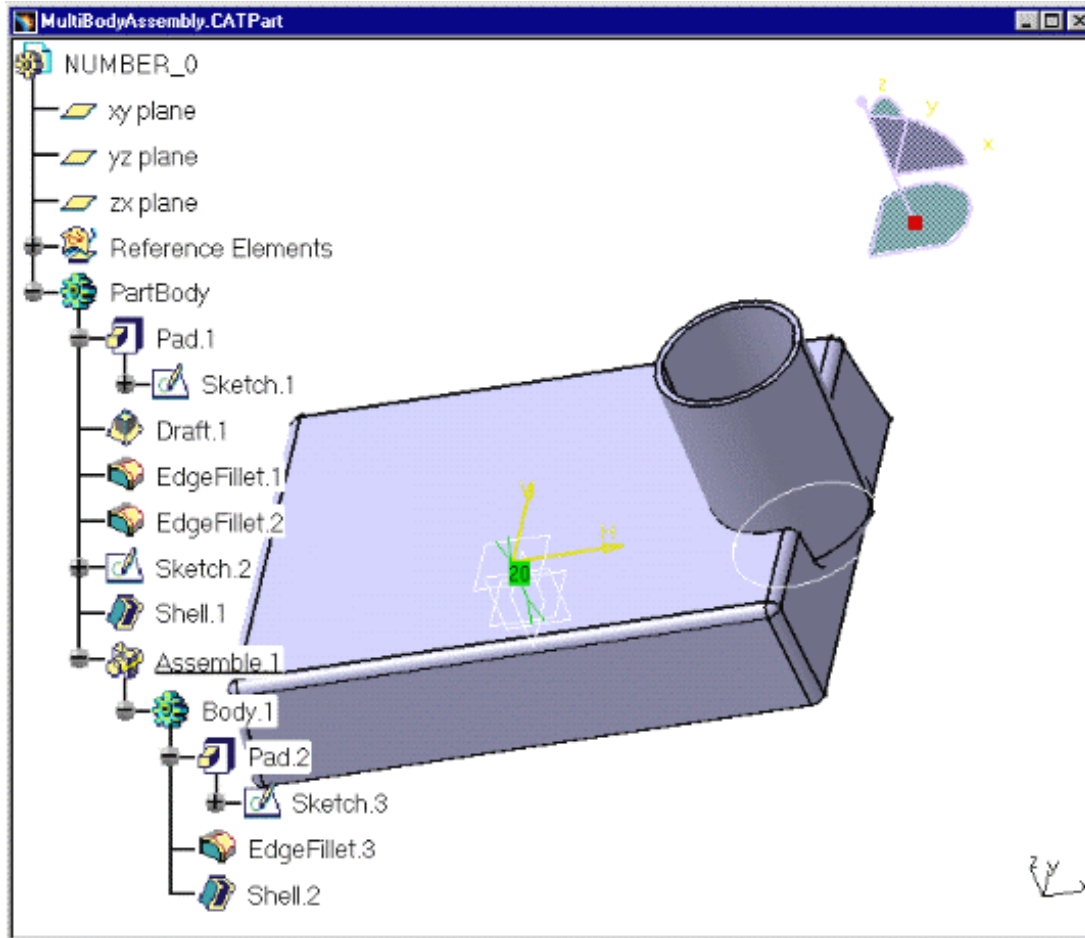 MultiBodyAssembly.CATPart
NUMBER_0
xy plane
yz plane
zx plane
Reference Elements
PartBody
Pad.1
Sketch.1
Draft.1
EdgeFillet.1
EdgeFillet.2
Sketch.2
Shell.1
Assemble.1
Body.1
Pad.2
Sketch.3
EdgeFillet.3
Shell.2
z
y
x
V
H
20
z y
x